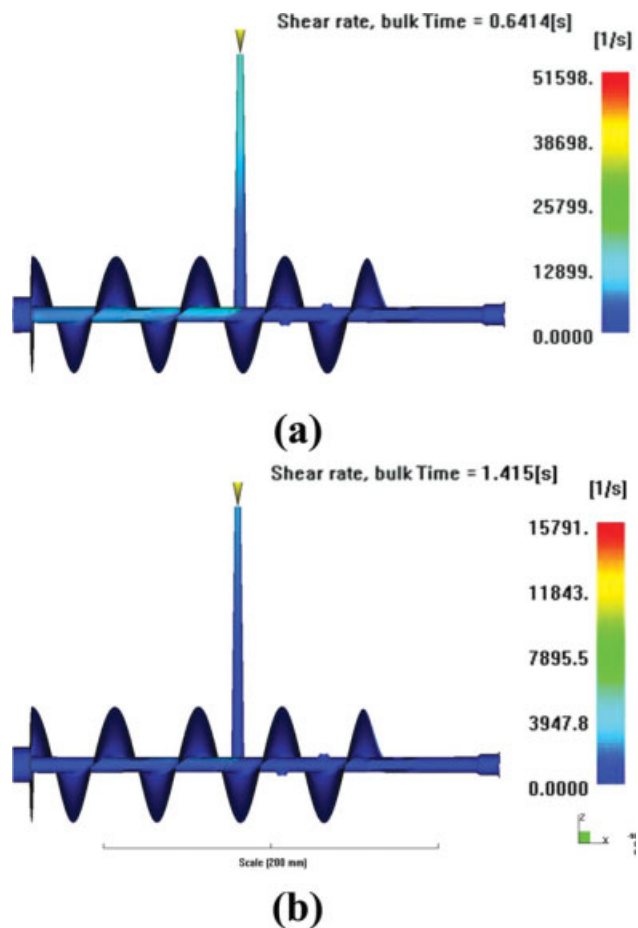 Shear rate, bulk Time = 0.6414[s]
[1/s]
51598.
38698.
25799.
12899.
0.0000
(a)
Shear rate, bulk Time = 1.415[s]
[1/s]
15791.
11843.
7895.5
3947.8
0.0000
Z
X
Scale (200 mm)
(b)